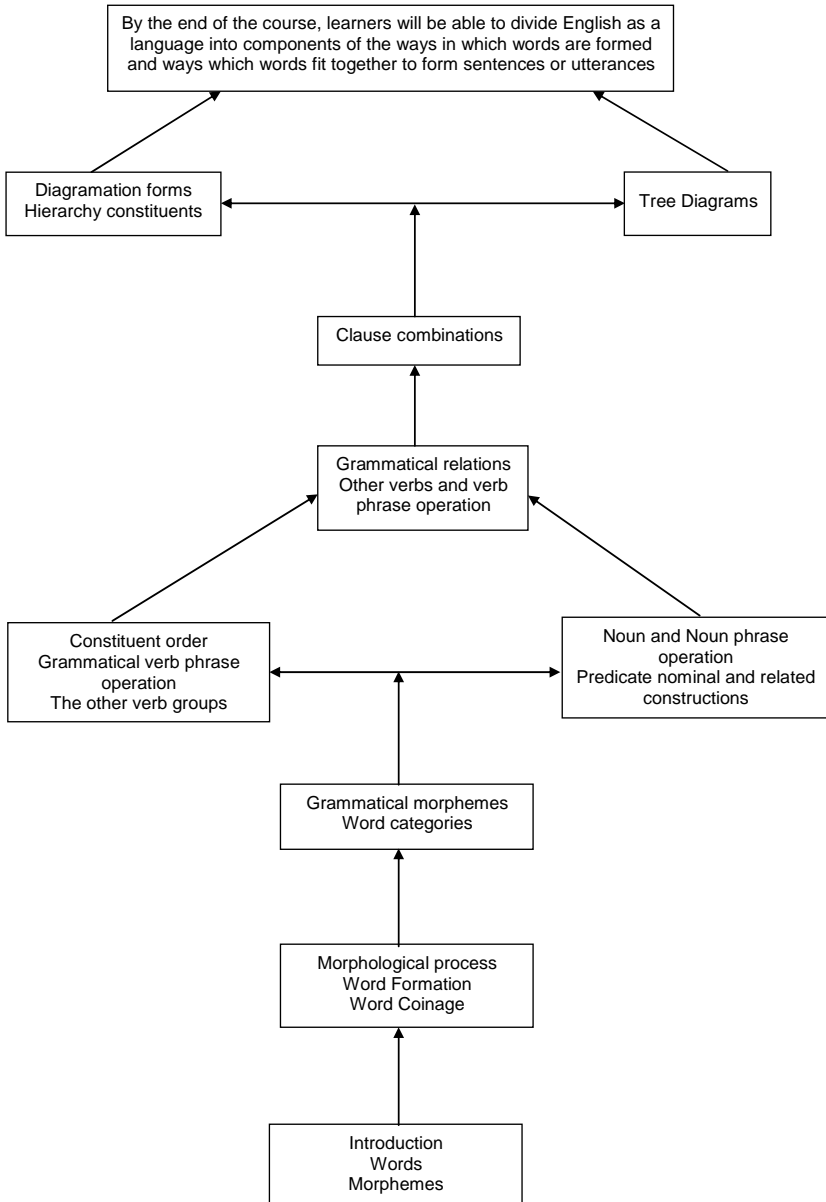 By the end of the course, learners will be able to divide English as a
language into components of the ways in which words are formed
and ways which words fit together to form sentences or utterances
Diagramation forms
Hierarchy constituents
Tree Diagrams
Clause combinations
Grammatical relations
Other verbs and verb
phrase operation
Constituent order
Grammatical verb phrase
operation
The other verb groups
Noun and Noun phrase
operation
Predicate nominal and related
constructions
Grammatical morphemes
Word categories
Morphological process
Word Formation
Word Coinage
Introduction
Words
Morphemes